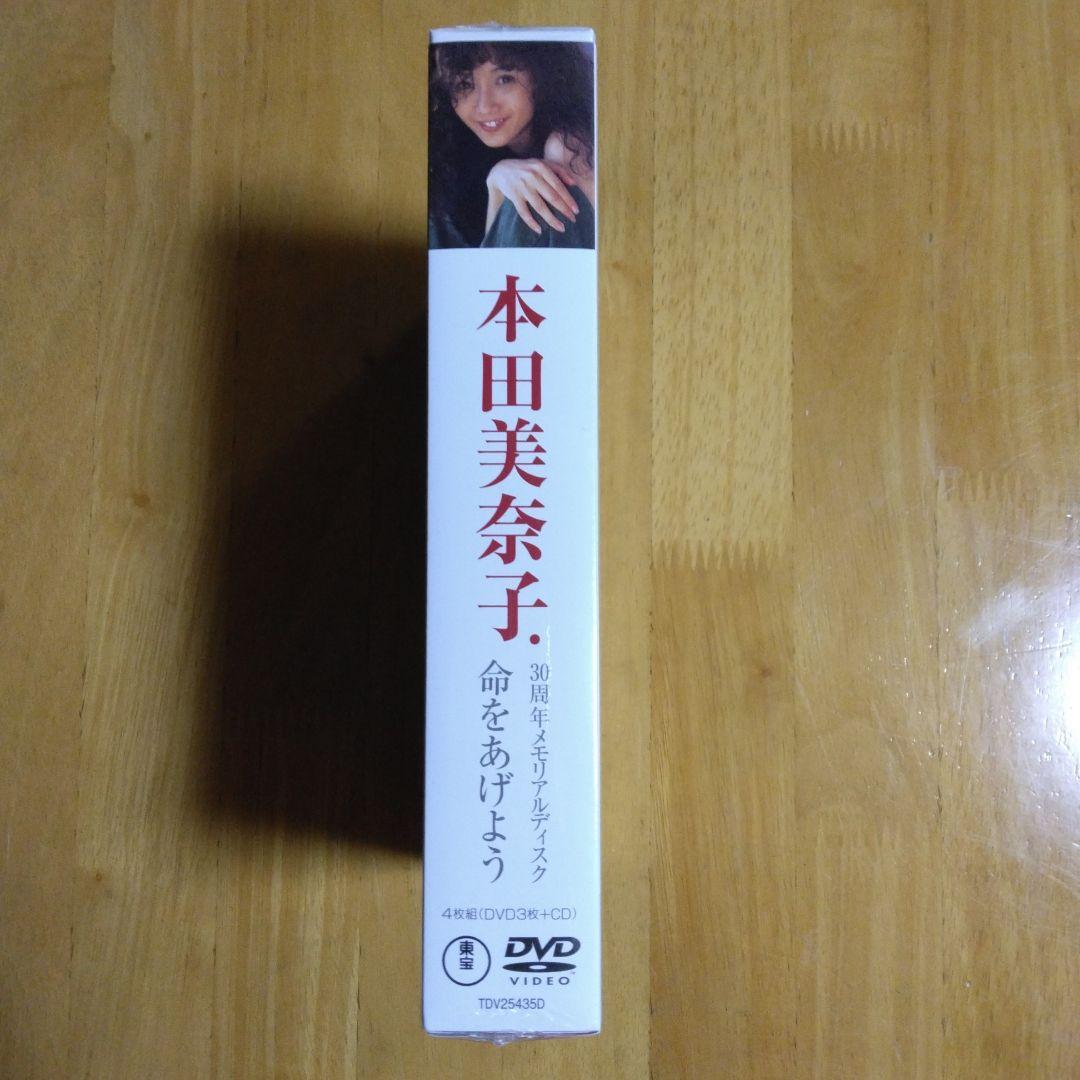 本田美奈子.
30周年メモリアルディスク
命をあげよう
4枚組(DVD3枚+CD)
東宝
DVD
VIDEO
TM
TDV25435D